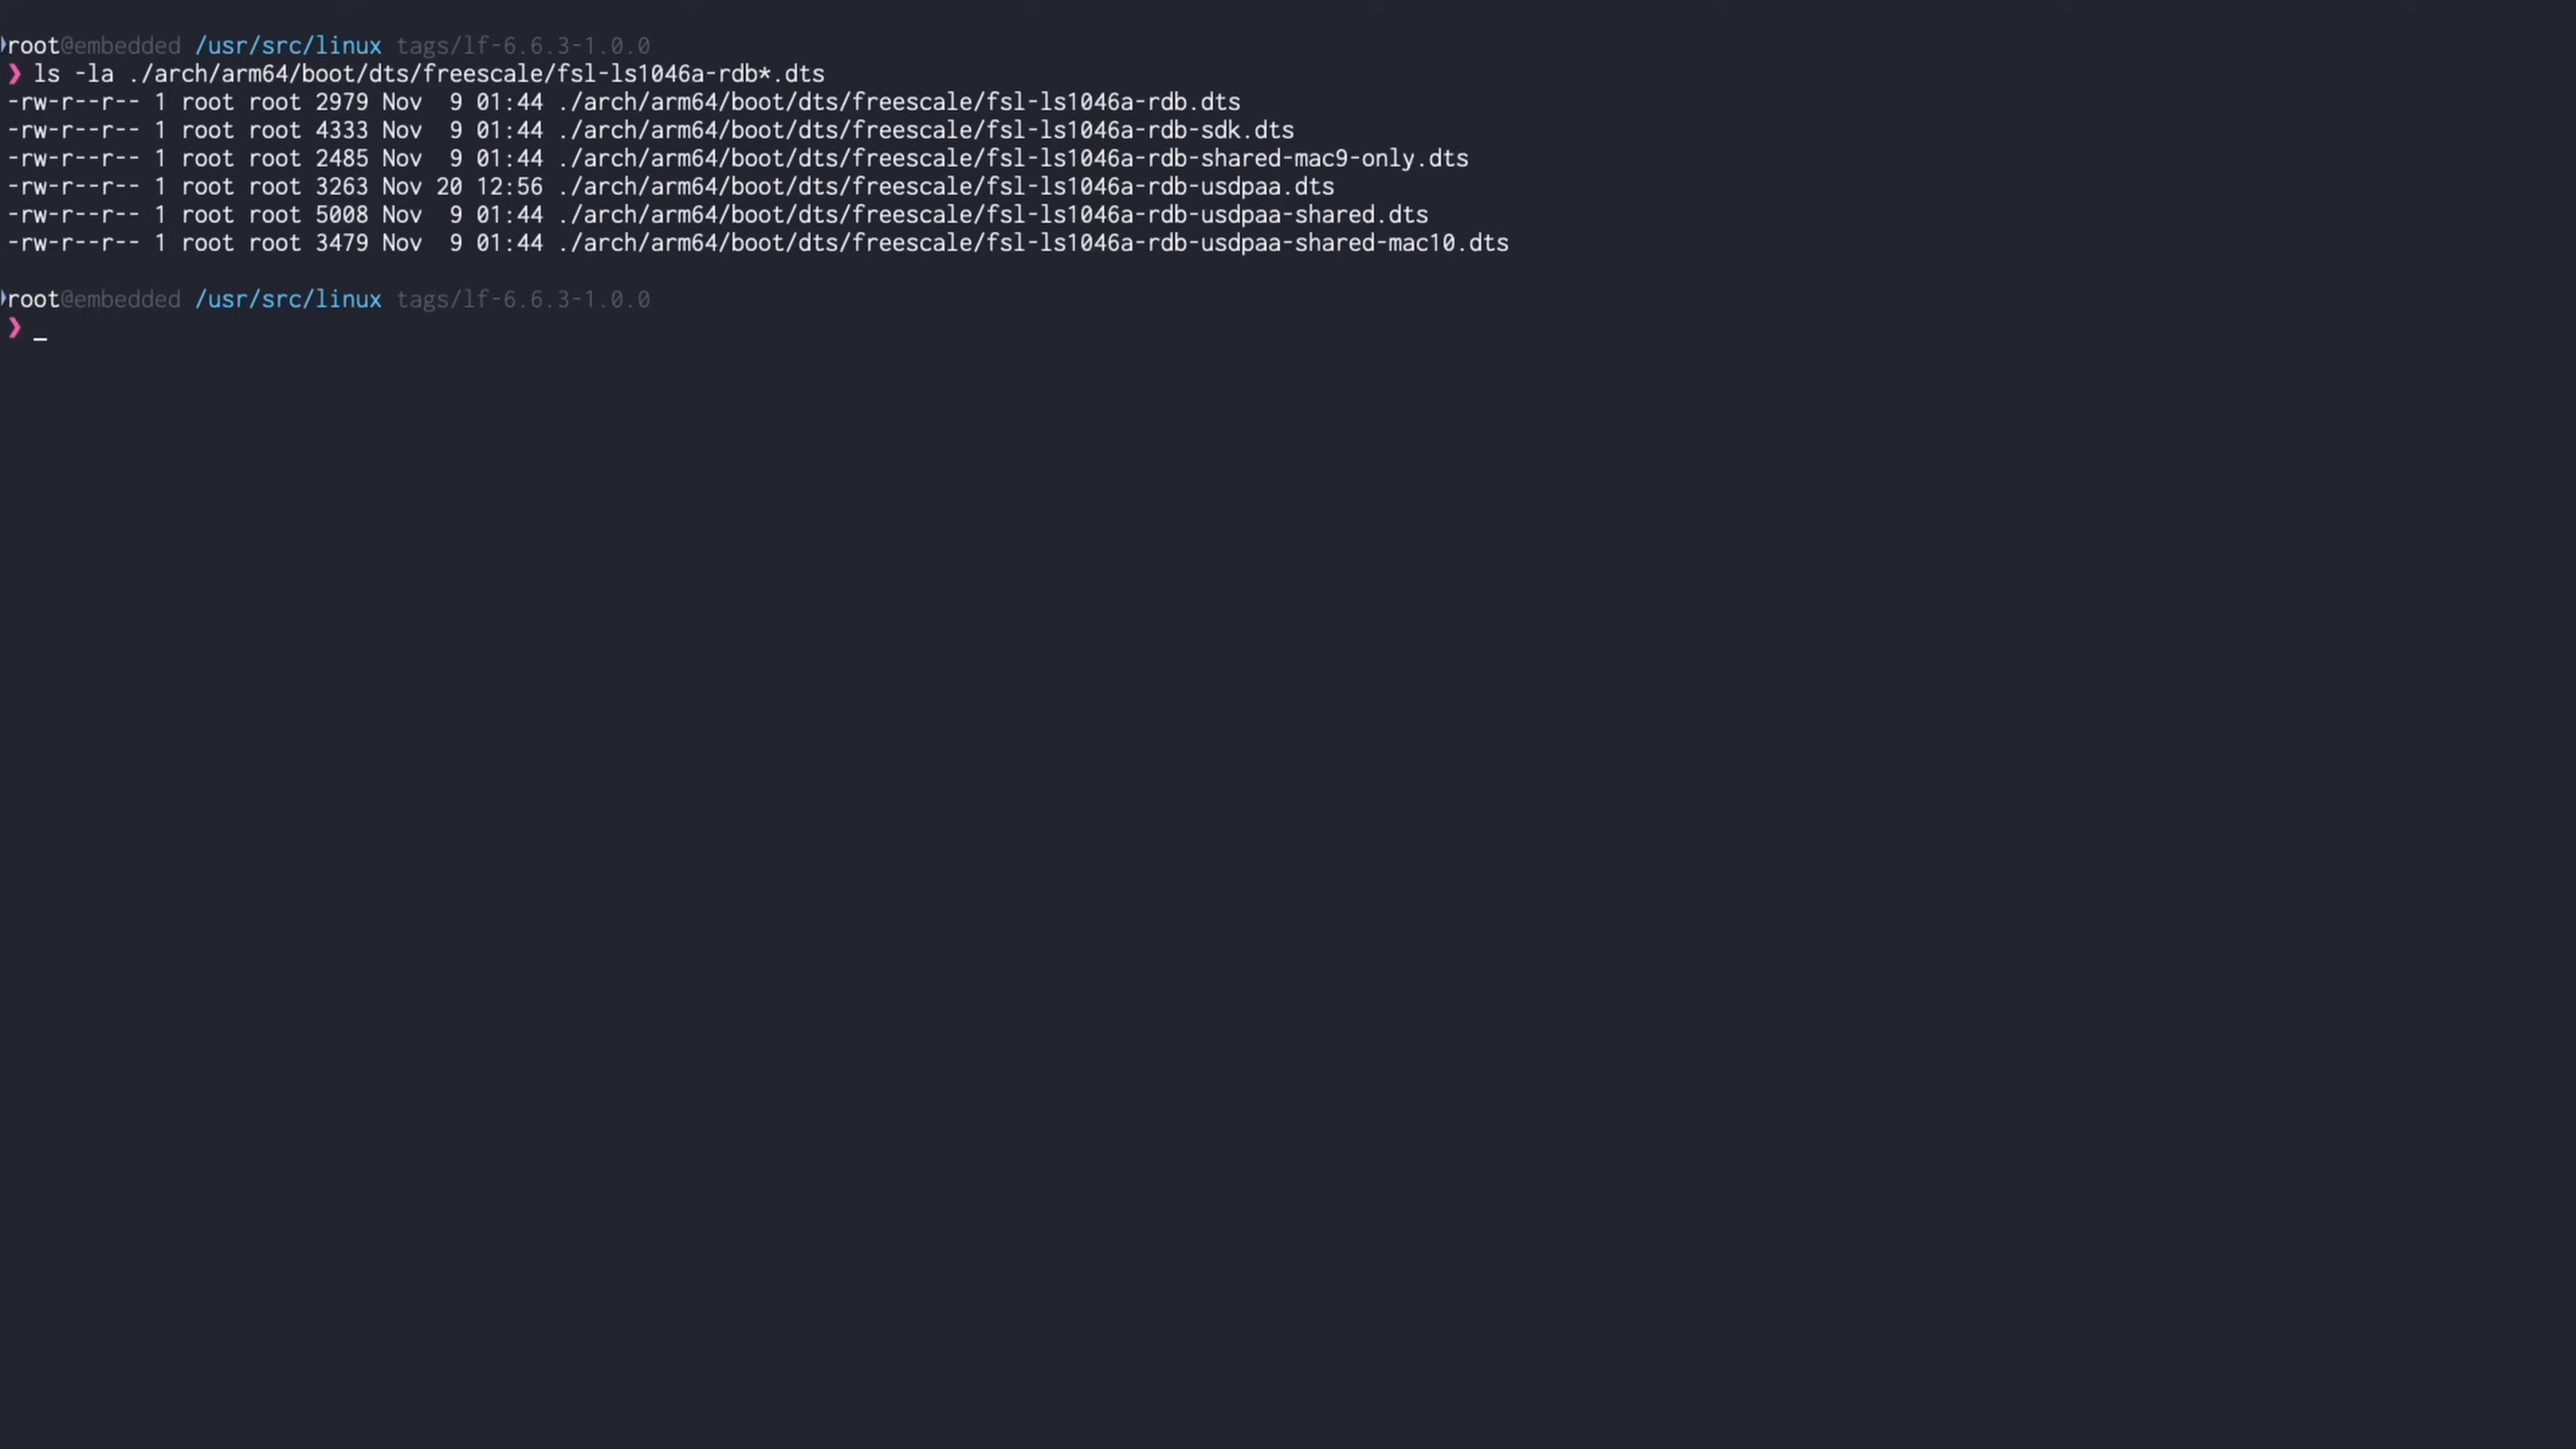 root@embedded /usr/src/linux tags/lf-6.6.3-1.0.0
❯ ls -la ./arch/arm64/boot/dts/freescale/fsl-ls1046a-rdb*.dts
-rw-r--r-- 1 root root 2979 Nov  9 01:44 ./arch/arm64/boot/dts/freescale/fsl-ls1046a-rdb.dts
-rw-r--r-- 1 root root 4333 Nov  9 01:44 ./arch/arm64/boot/dts/freescale/fsl-ls1046a-rdb-sdk.dts
-rw-r--r-- 1 root root 2485 Nov  9 01:44 ./arch/arm64/boot/dts/freescale/fsl-ls1046a-rdb-shared-mac9-only.dts
-rw-r--r-- 1 root root 3263 Nov 20 12:56 ./arch/arm64/boot/dts/freescale/fsl-ls1046a-rdb-usdpaa.dts
-rw-r--r-- 1 root root 5008 Nov  9 01:44 ./arch/arm64/boot/dts/freescale/fsl-ls1046a-rdb-usdpaa-shared.dts
-rw-r--r-- 1 root root 3479 Nov  9 01:44 ./arch/arm64/boot/dts/freescale/fsl-ls1046a-rdb-usdpaa-shared-mac10.dts
root@embedded /usr/src/linux tags/lf-6.6.3-1.0.0
❯ _